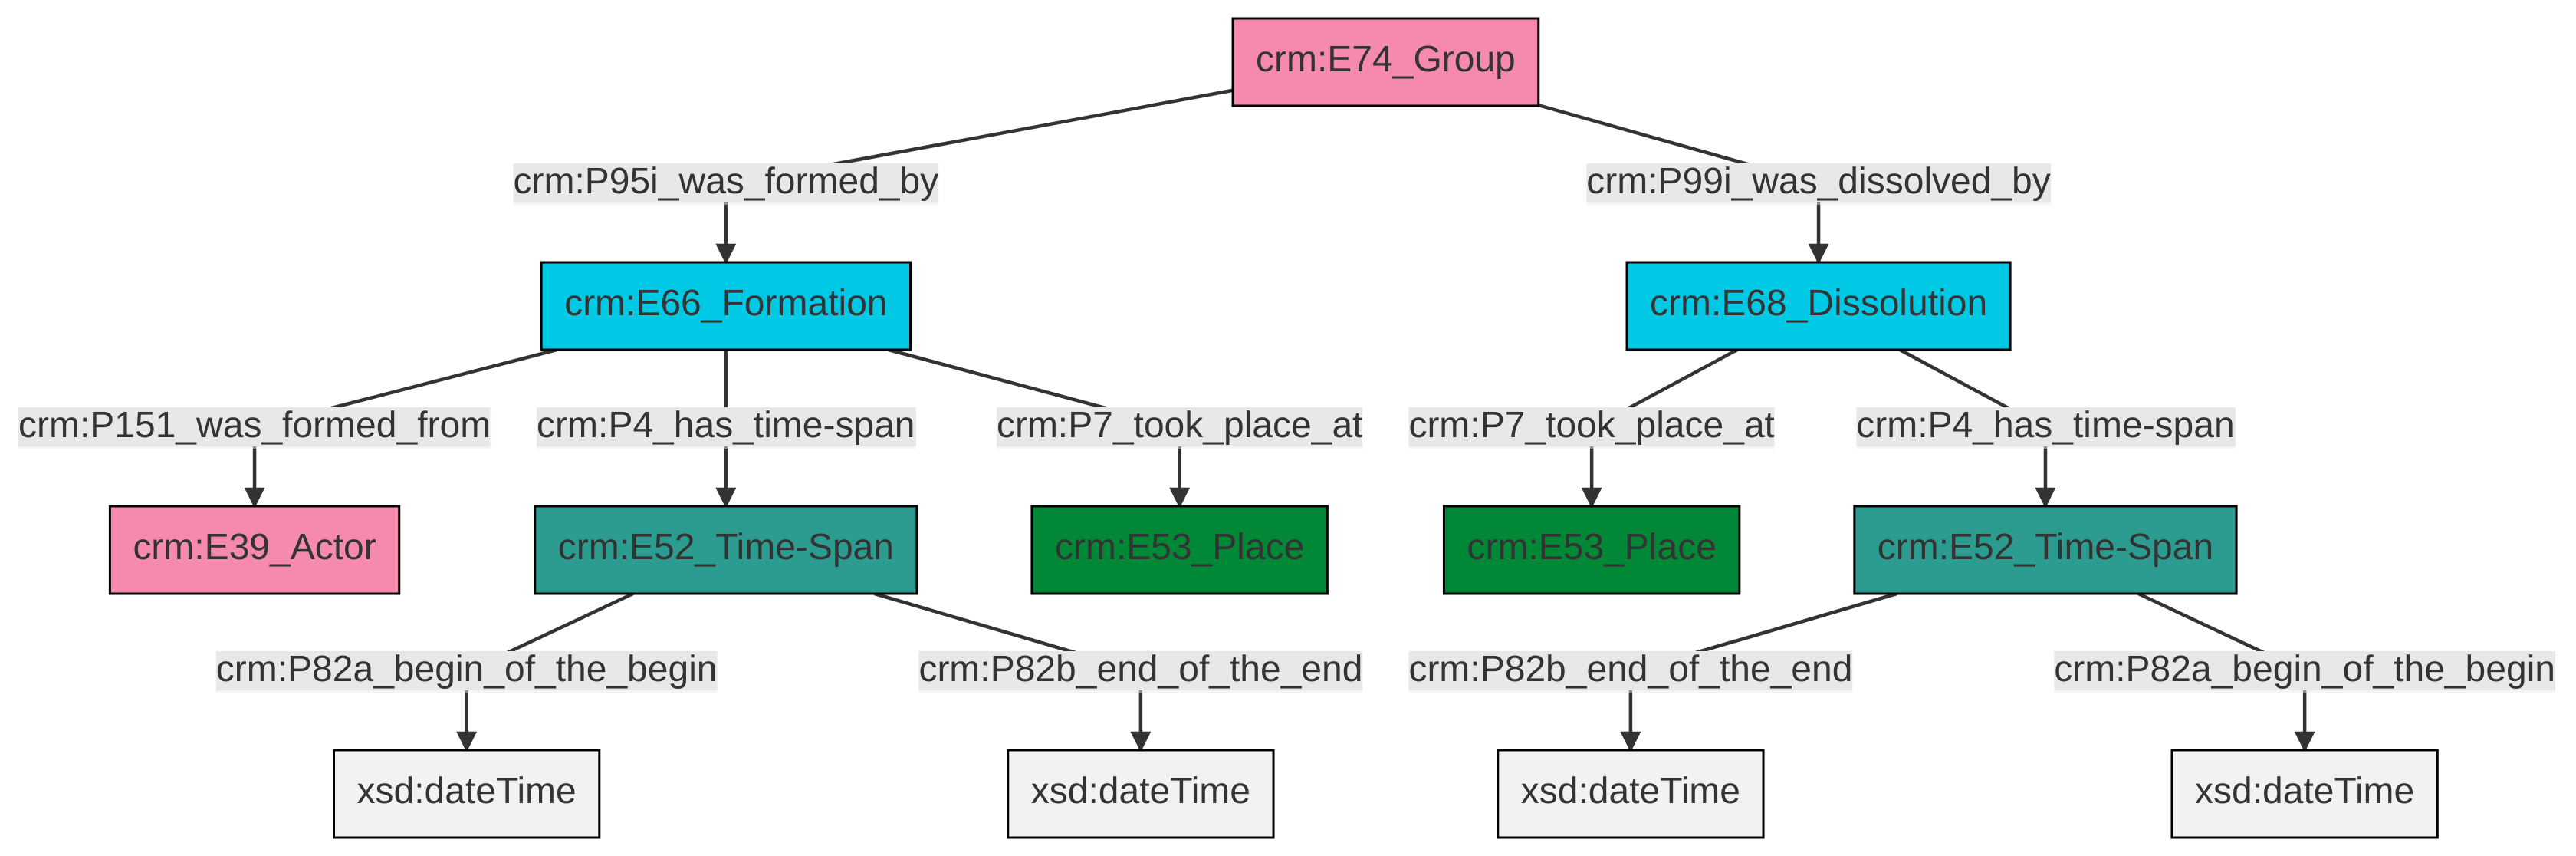 crm:E74_Group
crm:P95i_was_formed_by
crm:P99i_was_dissolved_by
crm:E66_Formation
crm:E68_Dissolution
crm:P151_was_formed_from
crm:P4_has_time-span
crm:P7_took_place_at
crm:P7_took_place_at
crm:P4_has_time-span
crm:E39_Actor
crm:E52_Time-Span
crm:E53_Place
crm:E53_Place
crm:E52_Time-Span
crm:P82a_begin_of_the_begin
crm:P82b_end_of_the_end
crm:P82b_end_of_the_end
crm:P82a_begin_of_the_begin
xsd:dateTime
xsd:dateTime
xsd:dateTime
xsd:dateTime